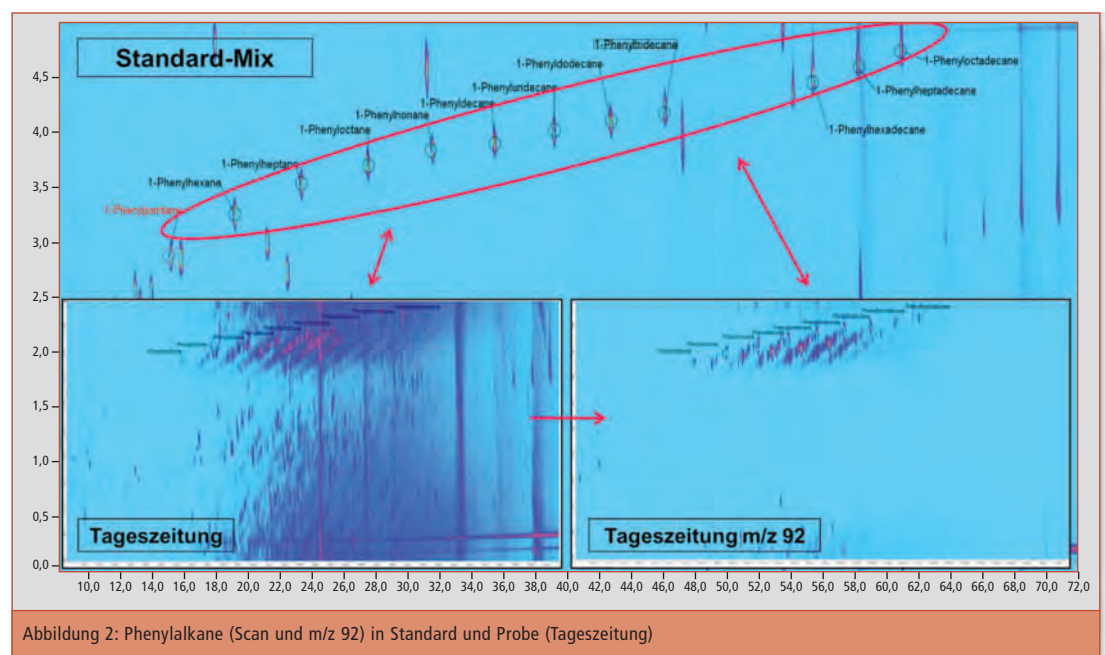 Standard-Mix
1-Phenyltridecane
1-Phenyldodecane
1-Phenylundecane
1-Phenyldecane
1-Phenylnonane
1-Phenyloctane
1-Phenylheptane
1-Phenylhexane
1-Phenyloctadecane
1-Phenylheptadecane
1-Phenylhexadecane
4,5
4,0
3,5
3,0
2,5
2,0
1,5
1,0
0,5
0,0
Tageszeitung
Tageszeitung m/z 92
10,0 12,0 14,0 16,0 18,0 20,0 22,0 24,0 26,0 28,0 30,0 32,0 34,0 36,0 38,0 40,0 42,0 44,0 46,0 48,0 50,0 52,0 54,0 56,0 58,0 60,0 62,0 64,0 66,0 68,0 70,0 72,0
Abbildung 2: Phenylalkane (Scan und m/z 92) in Standard und Probe (Tageszeitung)